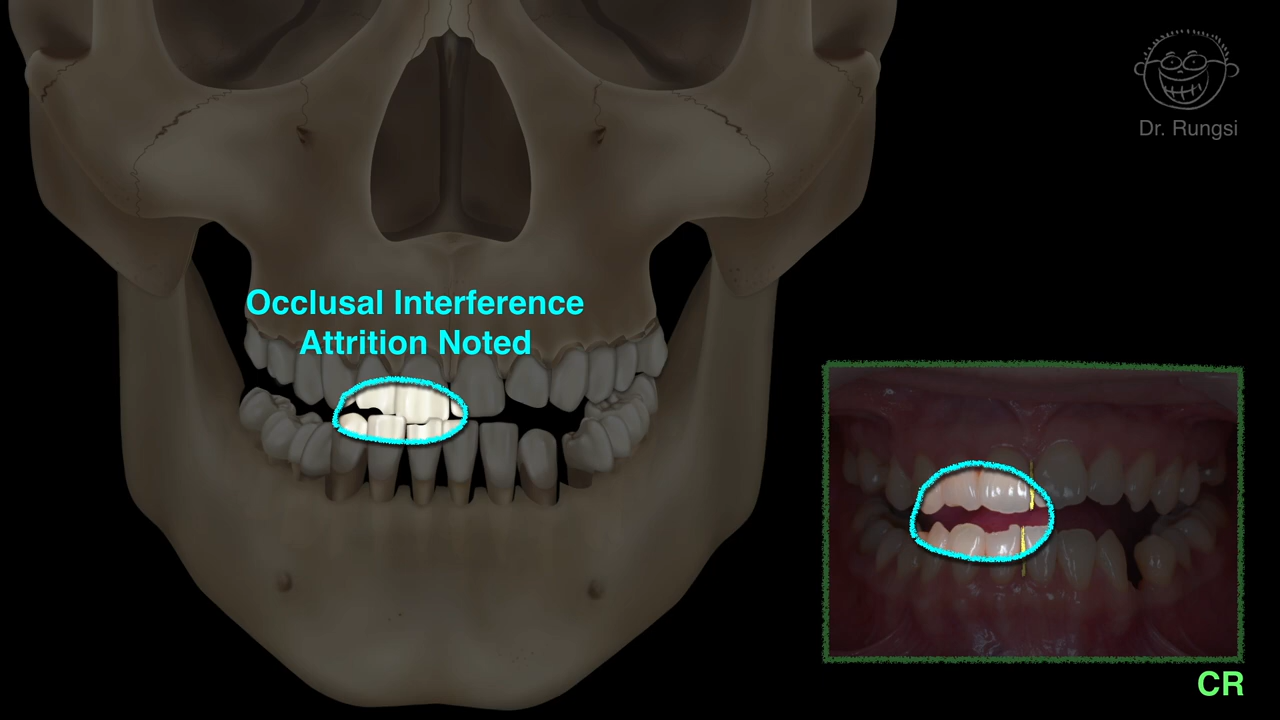 Dr. Rungsi
Occlusal Interference
Attrition Noted
CR